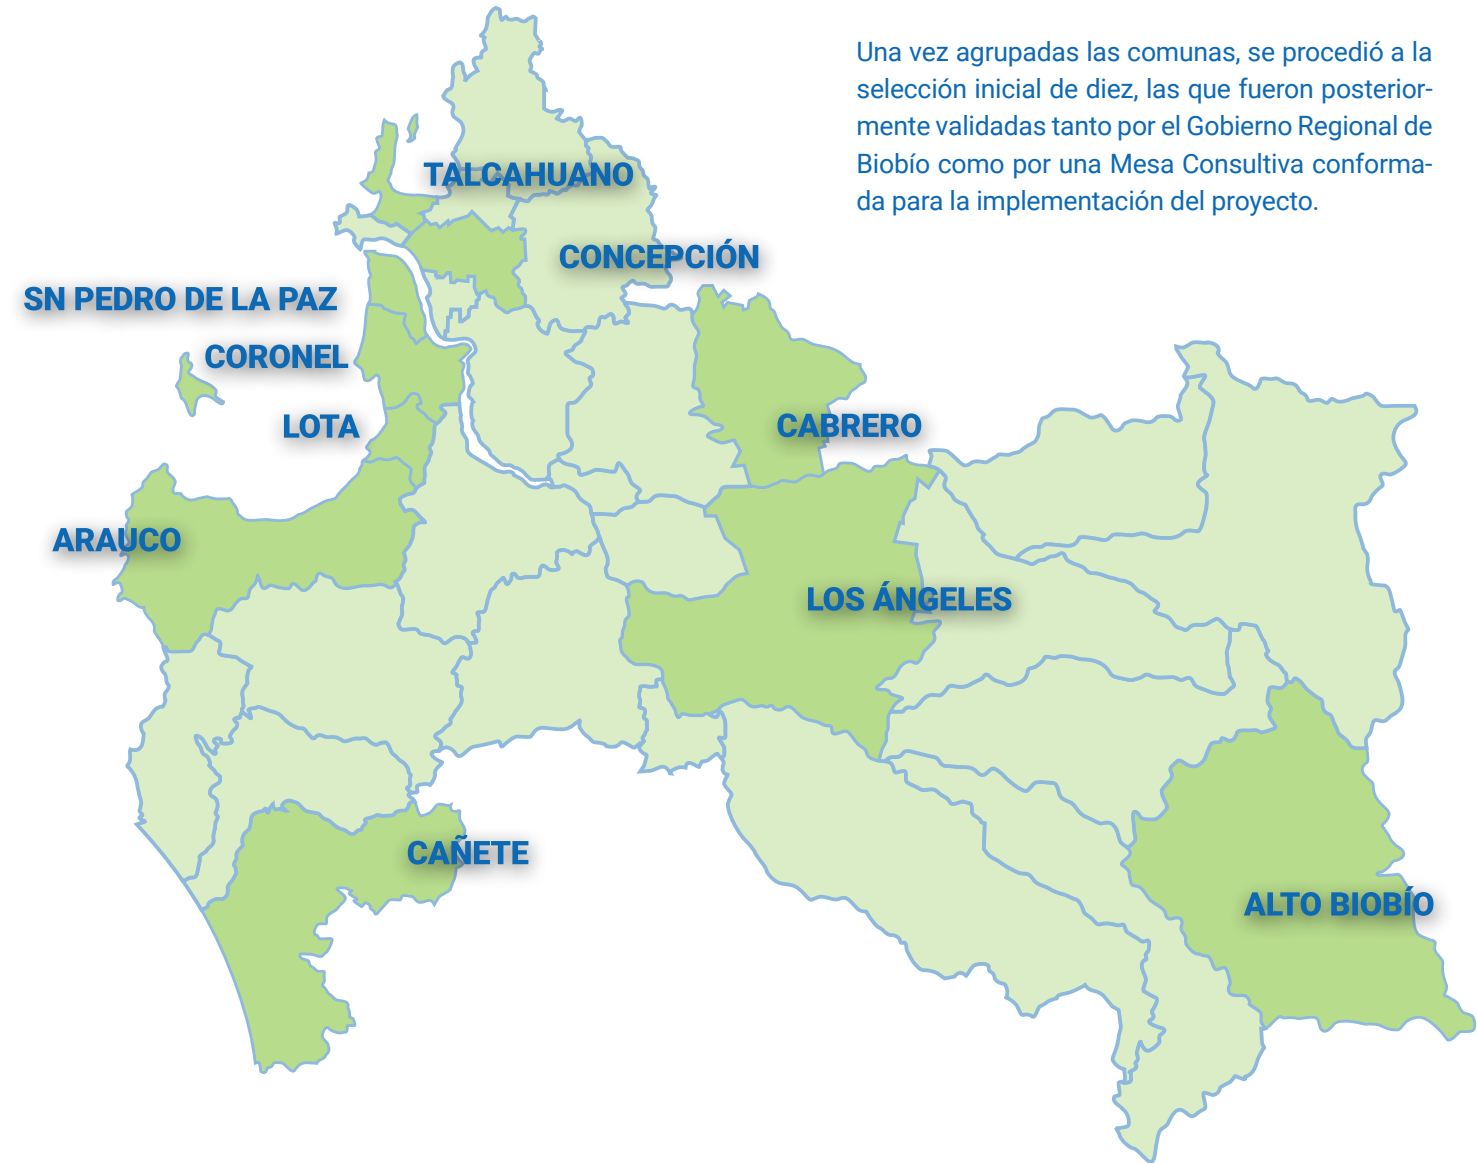 Una vez agrupadas las comunas, se procedió a la
selección inicial de diez, las que fueron posterior-
mente validadas tanto por el Gobierno Regional de
Biobío como por una Mesa Consultiva conforma-
da para la implementación del proyecto.
TALCAHUANO
CONCEPCIÓN
SN PEDRO DE LA PAZ
CORONEL
LOTA
CABRERO
ARAUCO
LOS ÁNGELES
CAÑETE
ALTO BIOBÍO